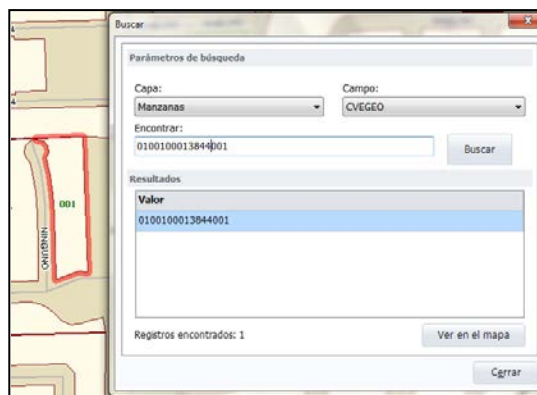 Buscar
Parámetros de búsqueda
Capa:
Campo:
Manzanas
CVEGEO
Encontrar:
0100100013844001
Buscar
Resultados
Valor
0100100013844001
Registros encontrados: 1
Ver en el mapa
Cerrar
001
NINGUNO